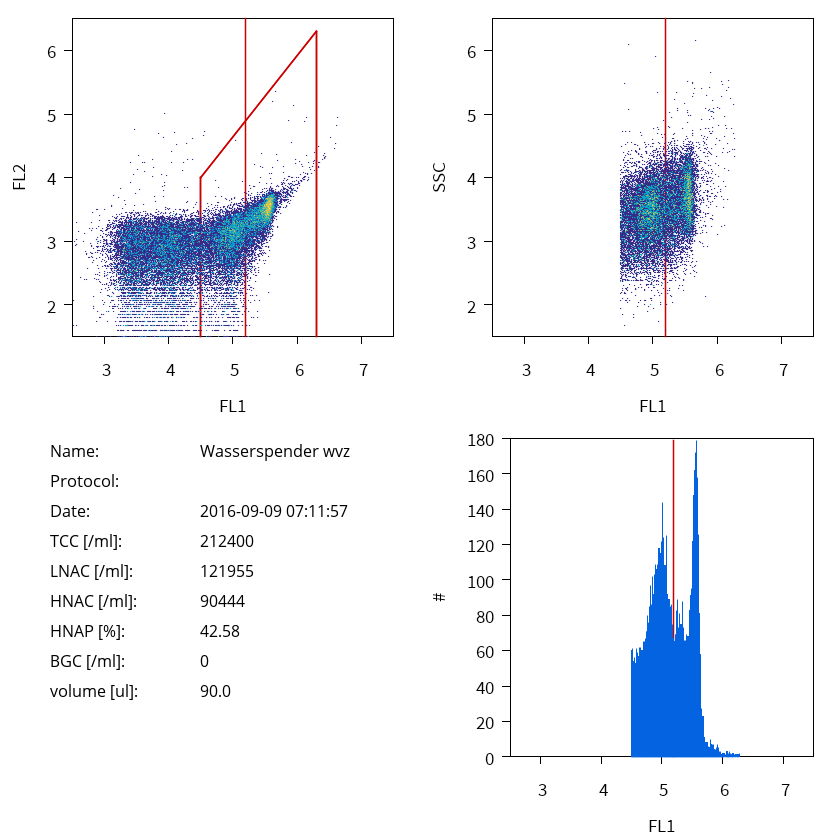 6
5
4
3
2
FL2
3 4 5 6 7
FL1
6
5
4
3
2
SSC
3 4 5 6 7
FL1
Name: Wasserspender wvz
Protocol:
Date: 2016-09-09 07:11:57
TCC [/ml]: 212400
LNAC [/ml]: 121955
HNAC [/ml]: 90444
HNAP [%]: 42.58
BGC [/ml]: 0
volume [ul]: 90.0
180
160
140
120
100
80
60
40
20
0
#
3 4 5 6 7
FL1